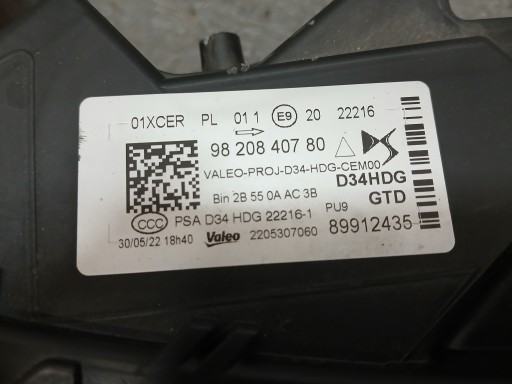 01XCER PL 01 1 E9 20 22216
98 208 407 80
VALEO-PROJ-D34-HDG-CEM00
D34HDG
Bin 2B 55 0A AC 3B
GTD
CCC PSA D34 HDG 22216-1 PU9
30/05/22 18h40 Valeo 2205307060 89912435